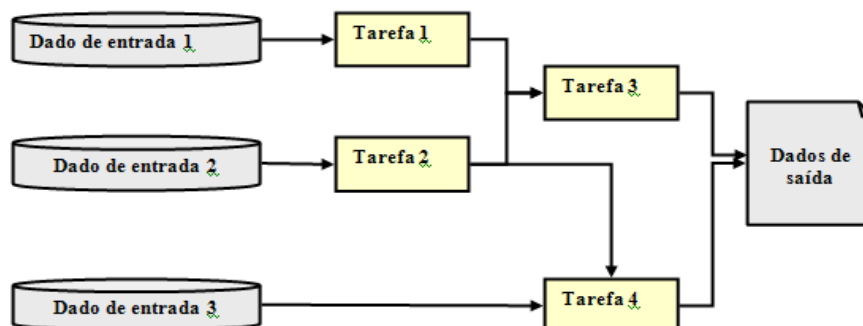 Dado de entrada 1
Tarefa 1
Tarefa 3
Dado de entrada 2
Tarefa 2
Dados de
saída
Dado de entrada 3
Tarefa 4